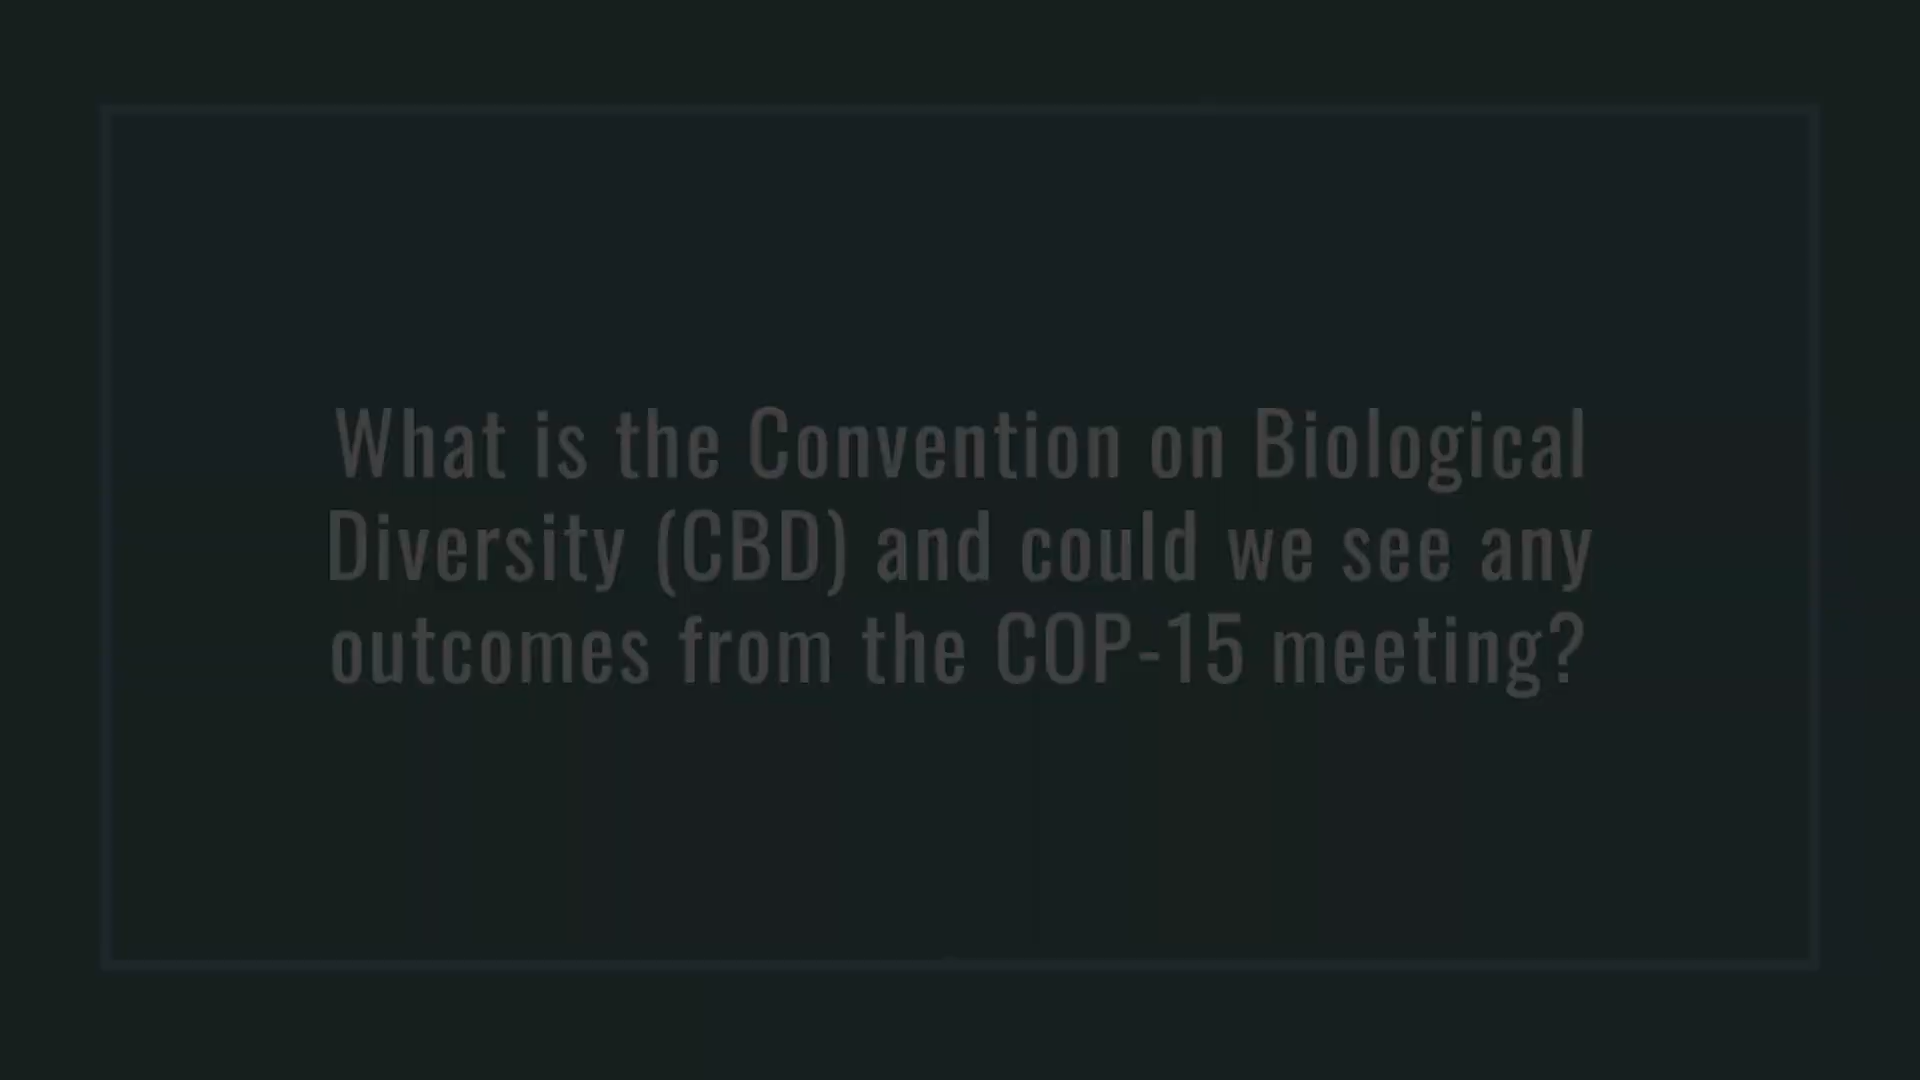 What is the Convention on Biological
Diversity (CBD) and could we see any
outcomes from the COP-15 meeting?